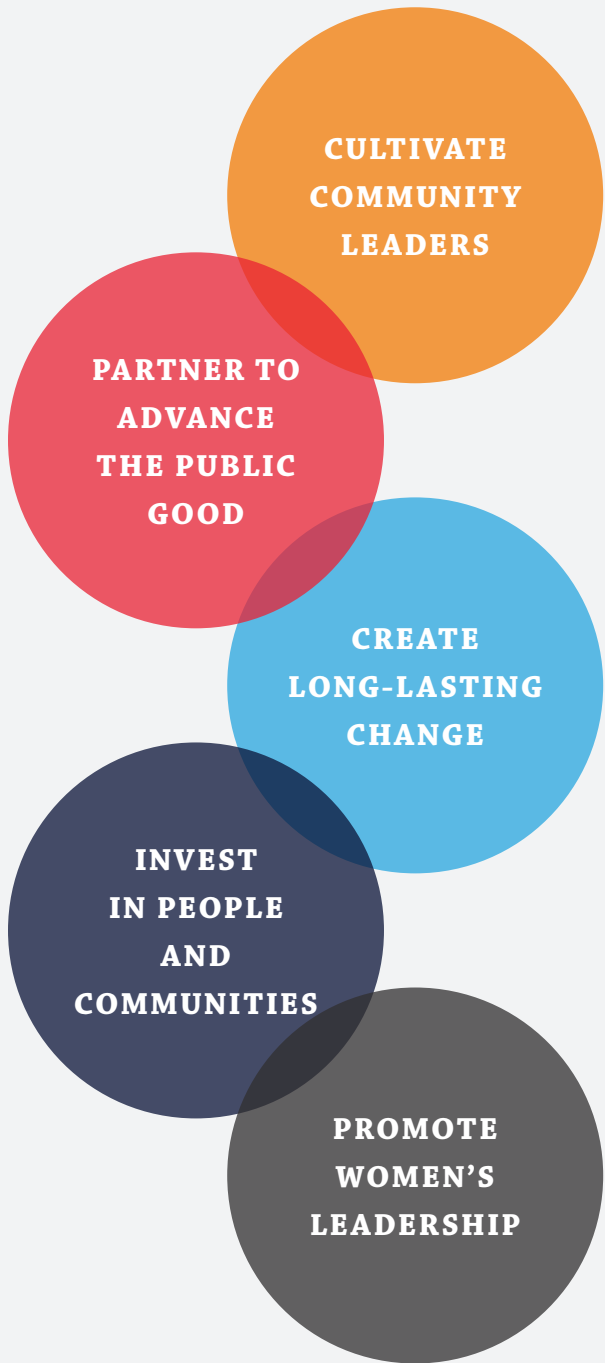 CULTIVATE
COMMUNITY
LEADERS
PARTNER TO
ADVANCE
THE PUBLIC
GOOD
CREATE
LONG-LASTING
CHANGE
INVEST
IN PEOPLE
AND
COMMUNITIES
PROMOTE
WOMEN’S
LEADERSHIP